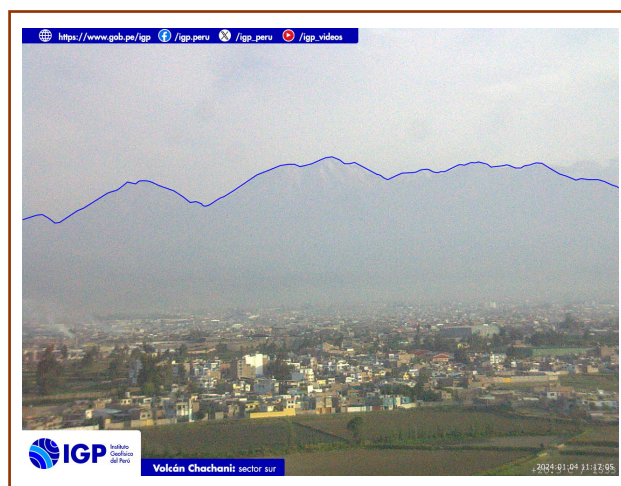 https://www.gob.pe/igp /igp.peru /igp_peru /igp_videos
IGP
Instituto
Geofísico
del Perú
Volcán Chachani: sector sur
2024:01:04 11:17:05